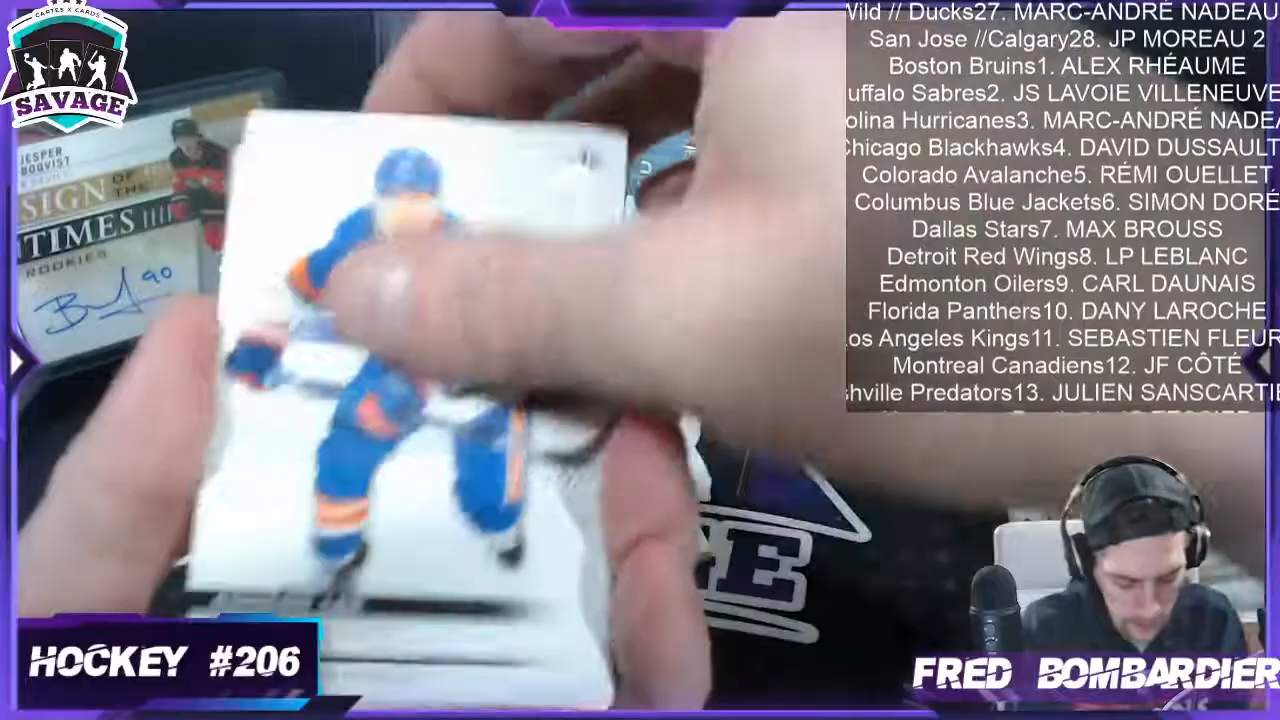 CARTES X CARDS
SAVAGE
JESPER
BOQVIST
SIGN OF THE
TIMES
ROOKIES
90
HOCKEY #206
Wild // Ducks27. MARC-ANDRÉ NADEAU
San Jose //Calgary28. JP MOREAU 2
Boston Bruins1. ALEX RHÉAUME
uffalo Sabres2. JS LAVOIE VILLENEUVE
olina Hurricanes3. MARC-ANDRÉ NADEA
Chicago Blackhawks4. DAVID DUSSAULT
Colorado Avalanche5. RÉMI OUELLET
Columbus Blue Jackets6. SIMON DORÉ
Dallas Stars7. MAX BROUSS
Detroit Red Wings8. LP LEBLANC
Edmonton Oilers9. CARL DAUNAIS
Florida Panthers10. DANY LAROCHE
os Angeles Kings11. SEBASTIEN FLEUR
Montreal Canadiens12. JF CÔTÉ
shville Predators13. JULIEN SANSCARTIE
FRED BOMBARDIER